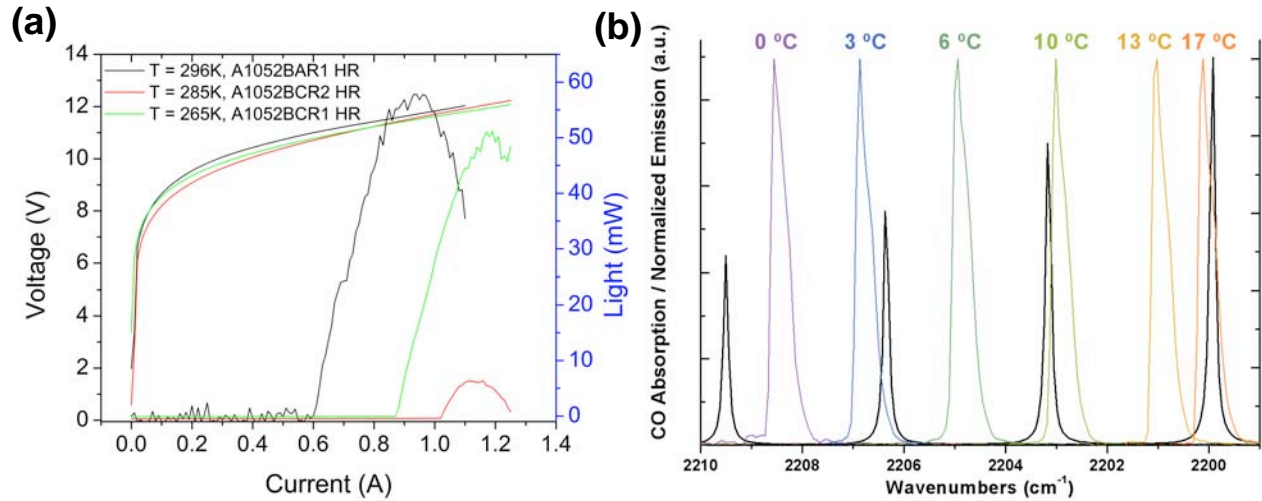 (a)
14
12
10
8
6
4
2
0
Voltage (V)
T = 296K, A1052BAR1 HR
T = 285K, A1052BCR2 HR
T = 265K, A1052BCR1 HR
60
50
40
30
20
10
0
Light (mW)
0.0 0.2 0.4 0.6 0.8 1.0 1.2 1.4
Current (A)
(b)
0 ºC 3 ºC 6 ºC 10 ºC 13 ºC 17 ºC
CO Absorption / Normalized Emission (a.u.)
2210 2208 2206 2204 2202 2200
Wavenumbers (cm-1)